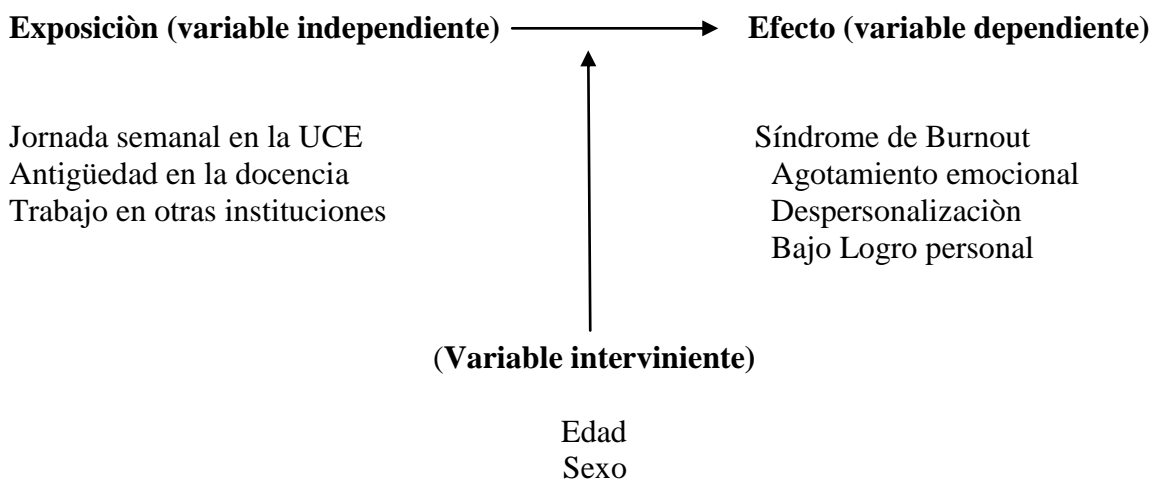 Exposiciòn (variable independiente) Efecto (variable dependiente)
Jornada semanal en la UCE Síndrome de Burnout
Antigüedad en la docencia Agotamiento emocional
Trabajo en otras instituciones Despersonalizaciòn
Bajo Logro personal
(Variable interviniente)
Edad
Sexo